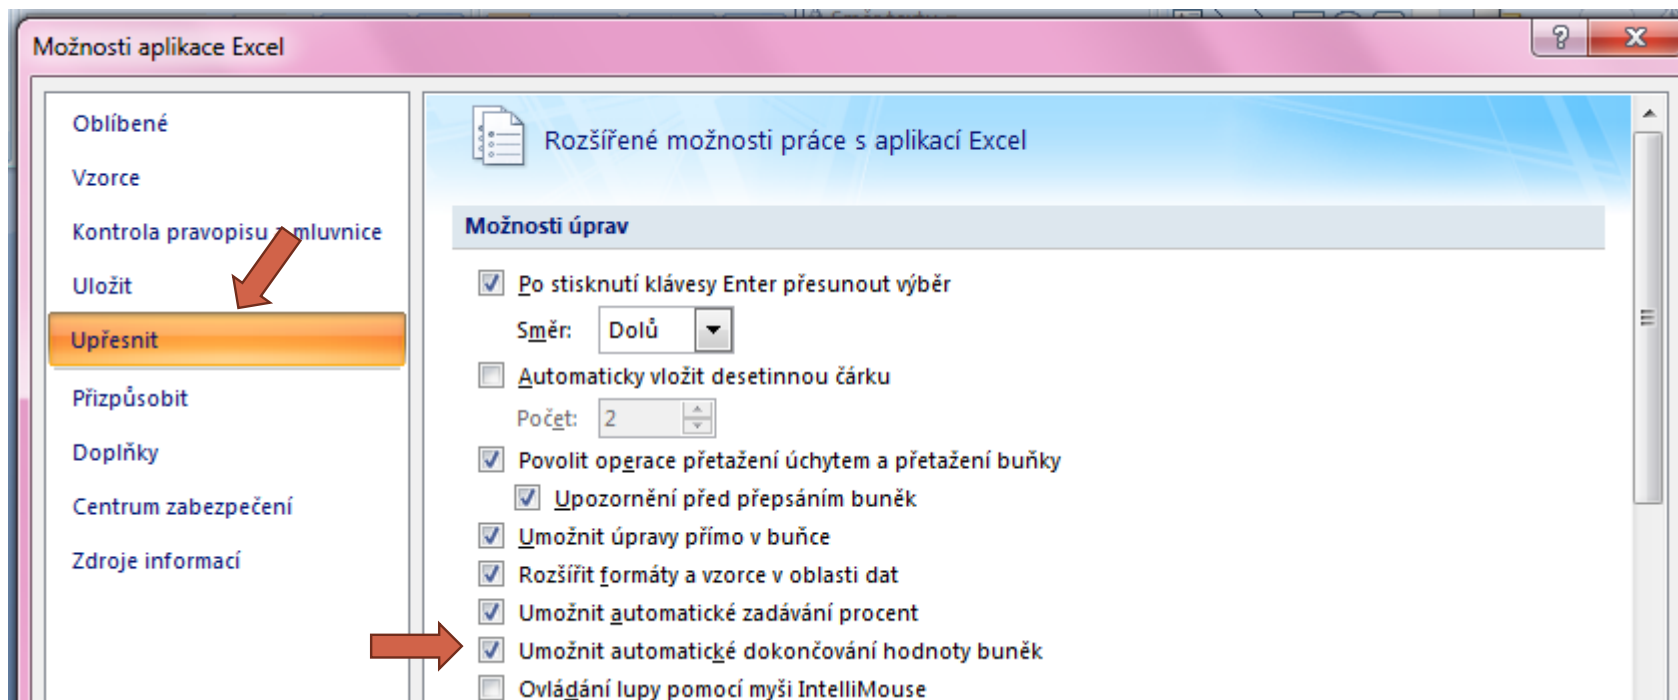 Možnosti aplikace Excel
Oblíbené
Vzorce
Kontrola pravopisu a mluvnice
Uložit
Upřesnit
Přizpůsobit
Doplňky
Centrum zabezpečení
Zdroje informací
Rozšířené možnosti práce s aplikací Excel
Možnosti úprav
Po stisknutí klávesy Enter přesunout výběr
Směr: Dolů
Automaticky vložit desetinnou čárku
Počet: 2
Povolit operace přetažení úchytem a přetažení buňky
Upozornění před přepsáním buněk
Umožnit úpravy přímo v buňce
Rozšířit formáty a vzorce v oblasti dat
Umožnit automatické zadávání procent
Umožnit automatické dokončování hodnoty buněk
Ovládání lupy pomocí myši IntelliMouse